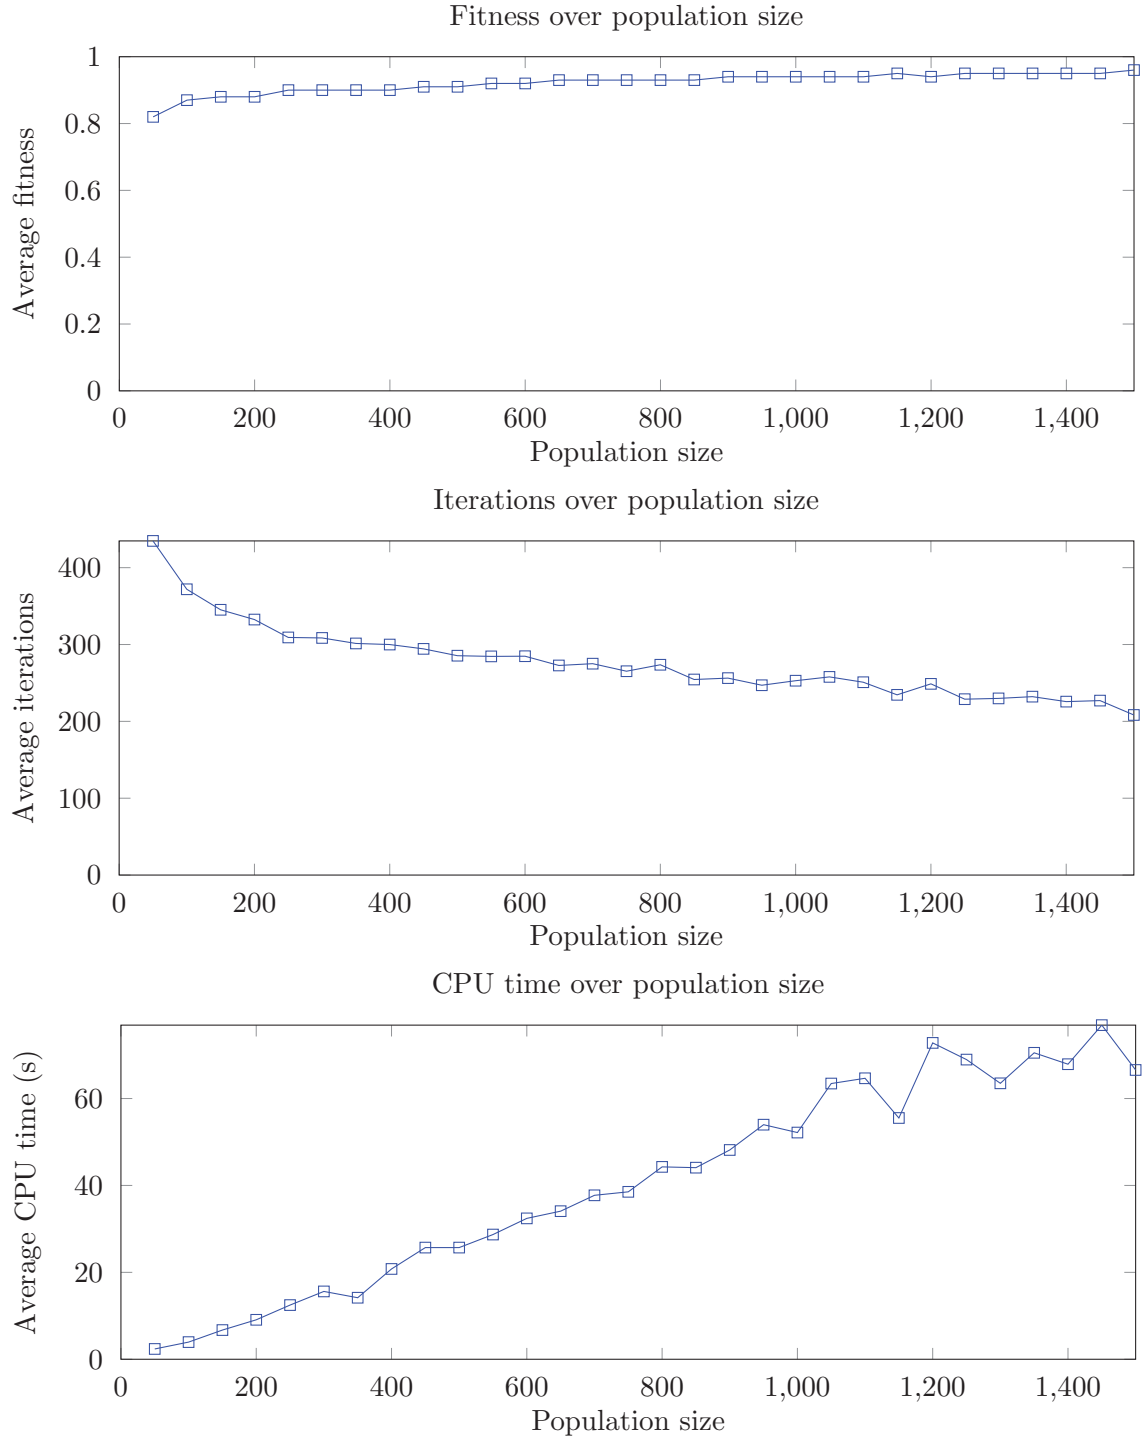 Fitness over population size
1
0.8
0.6
0.4
0.2
0
Average fitness
0 200 400 600 800 1,000 1,200 1,400
Population size
Iterations over population size
400
300
200
100
0
Average iterations
0 200 400 600 800 1,000 1,200 1,400
Population size
CPU time over population size
60
40
20
0
Average CPU time (s)
0 200 400 600 800 1,000 1,200 1,400
Population size